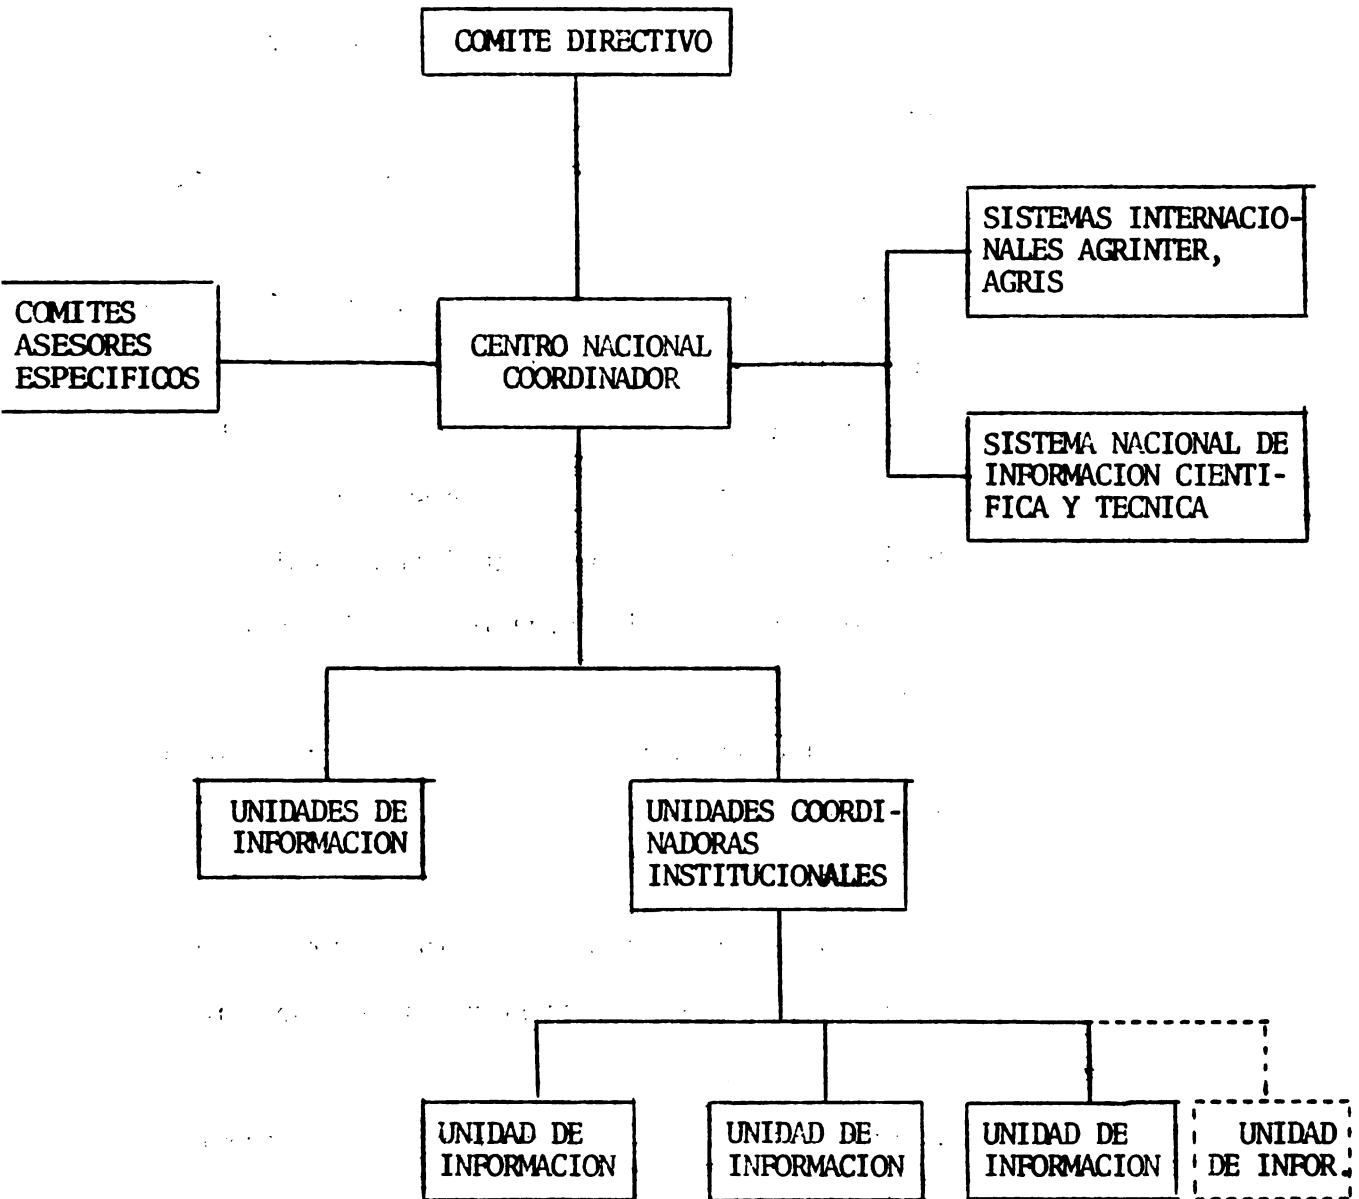 COMITE DIRECTIVO
SISTEMAS INTERNACIO-
NALES AGRINTER,
AGRIS
COMITES
ASESORES
ESPECIFICOS
CENTRO NACIONAL
COORDINADOR
SISTEMA NACIONAL DE
INFORMACION CIENTI-
FICA Y TECNICA
UNIDADES DE
INFORMACION
UNIDADES COORDI-
NADORAS
INSTITUCIONALES
UNIDAD DE
INFORMACION
UNIDAD DE
INFORMACION
UNIDAD DE
INFORMACION
UNIDAD
DE INFOR.